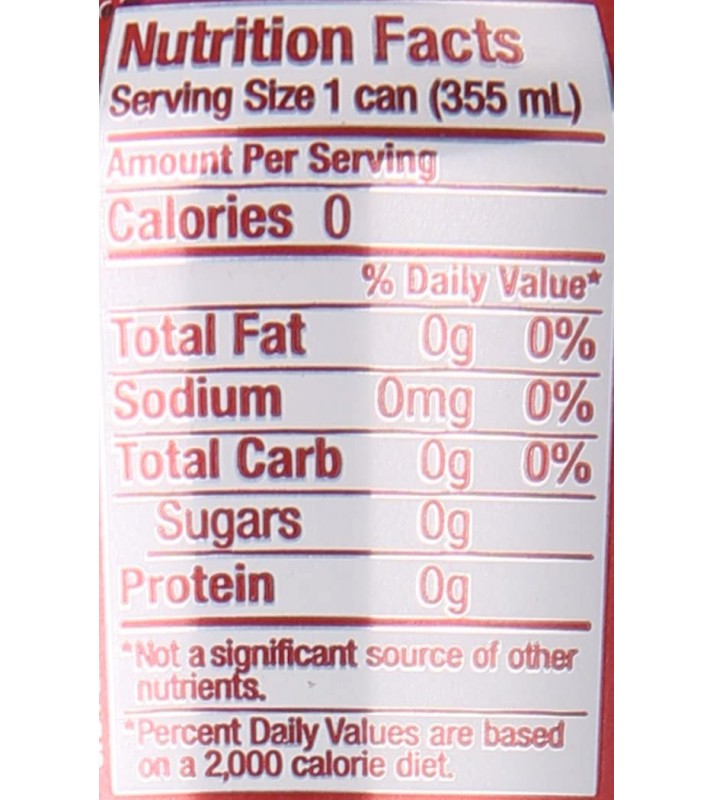 Nutrition Facts
Serving Size 1 can (355 mL)
Amount Per Serving
Calories 0
% Daily Value*
Total Fat 0g 0%
Sodium 0mg 0%
Total Carb 0g 0%
Sugars 0g
Protein 0g
*Not a significant source of other
nutrients.
*Percent Daily Values are based
on a 2,000 calorie diet.